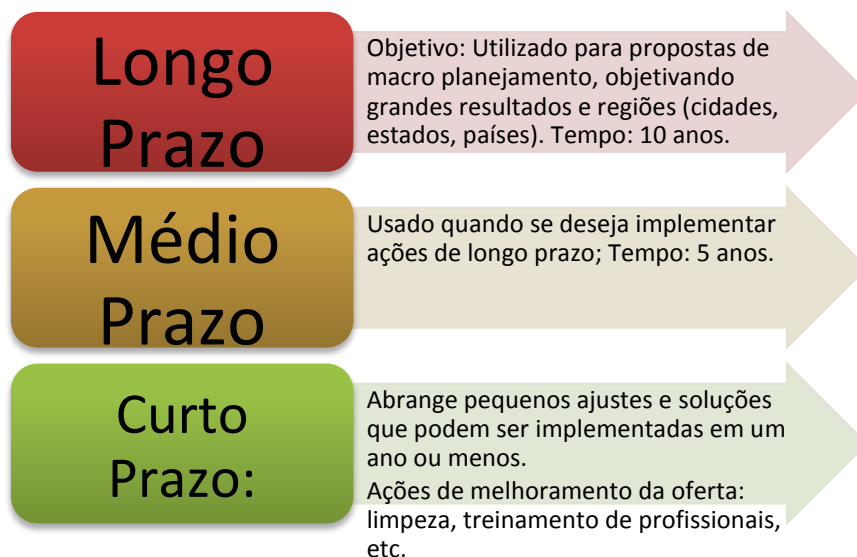 Longo
Prazo
Objetivo: Utilizado para propostas de
macro planejamento, objetivando
grandes resultados e regiões (cidades,
estados, países). Tempo: 10 anos.
Médio
Prazo
Usado quando se deseja implementar
ações de longo prazo; Tempo: 5 anos.
Curto
Prazo:
Abrange pequenos ajustes e soluções
que podem ser implementadas em um
ano ou menos.
Ações de melhoramento da oferta:
limpeza, treinamento de profissionais,
etc.